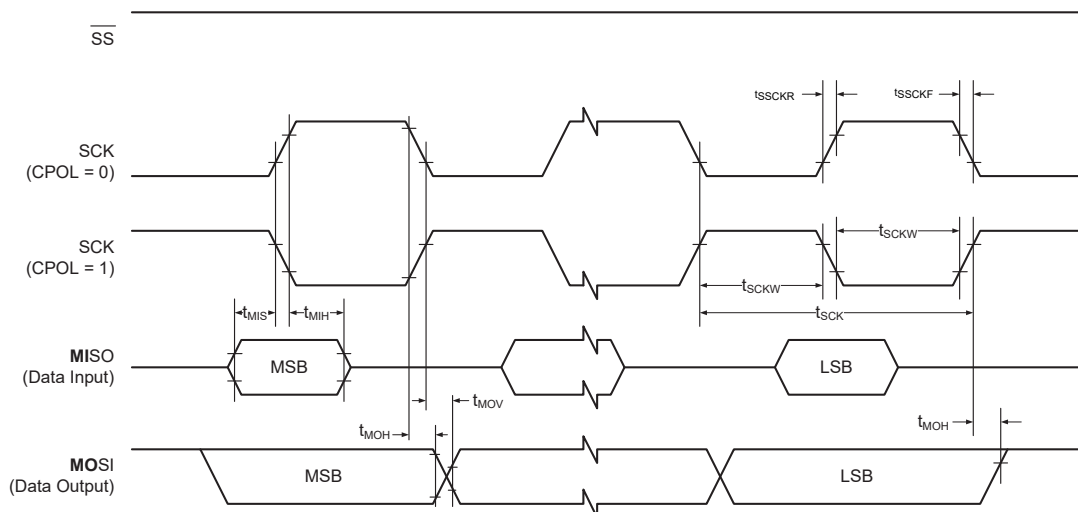 SS
tSSCKR
tSSCKF
SCK
(CPOL = 0)
SCK
(CPOL = 1)
tSCKW
tSCKW
tSCK
tMIS
tMIH
MISO
(Data Input)
MSB
LSB
tMOV
tMOH
tMOH
MOSI
(Data Output)
MSB
LSB